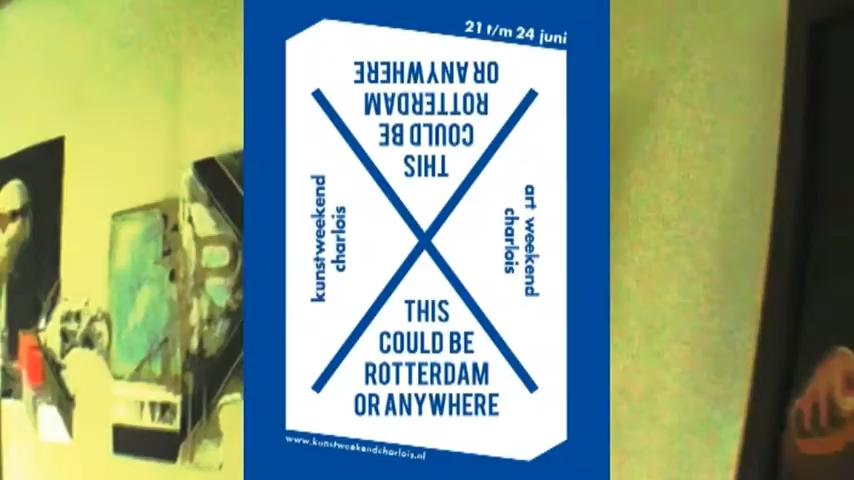 21 t/m 24 juni
THIS
COULD BE
ROTTERDAM
OR ANYWHERE
kunstweekend
charlois
art weekend
charlois
THIS
COULD BE
ROTTERDAM
OR ANYWHERE
www.kunstweekendcharlois.nl